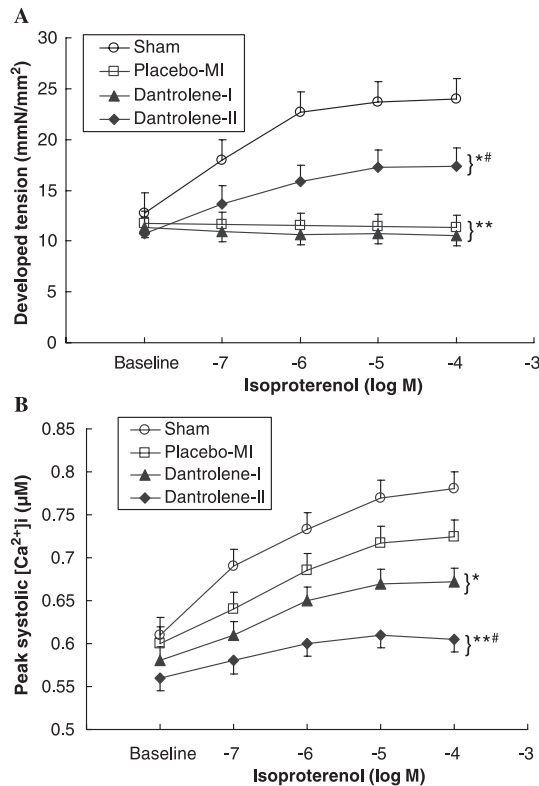 A
Developed tension (mmN/mm²)
30
25
20
15
10
5
0
Sham
Placebo-MI
Dantrolene-I
Dantrolene-II
}*#
}**
Baseline -7 -6 -5 -4 -3
Isoproterenol (log M)
B
Peak systolic [Ca²⁺]i (µM)
0.85
0.8
0.75
0.7
0.65
0.6
0.55
0.5
Sham
Placebo-MI
Dantrolene-I
Dantrolene-II
}*
}**#
Baseline -7 -6 -5 -4 -3
Isoproterenol (log M)